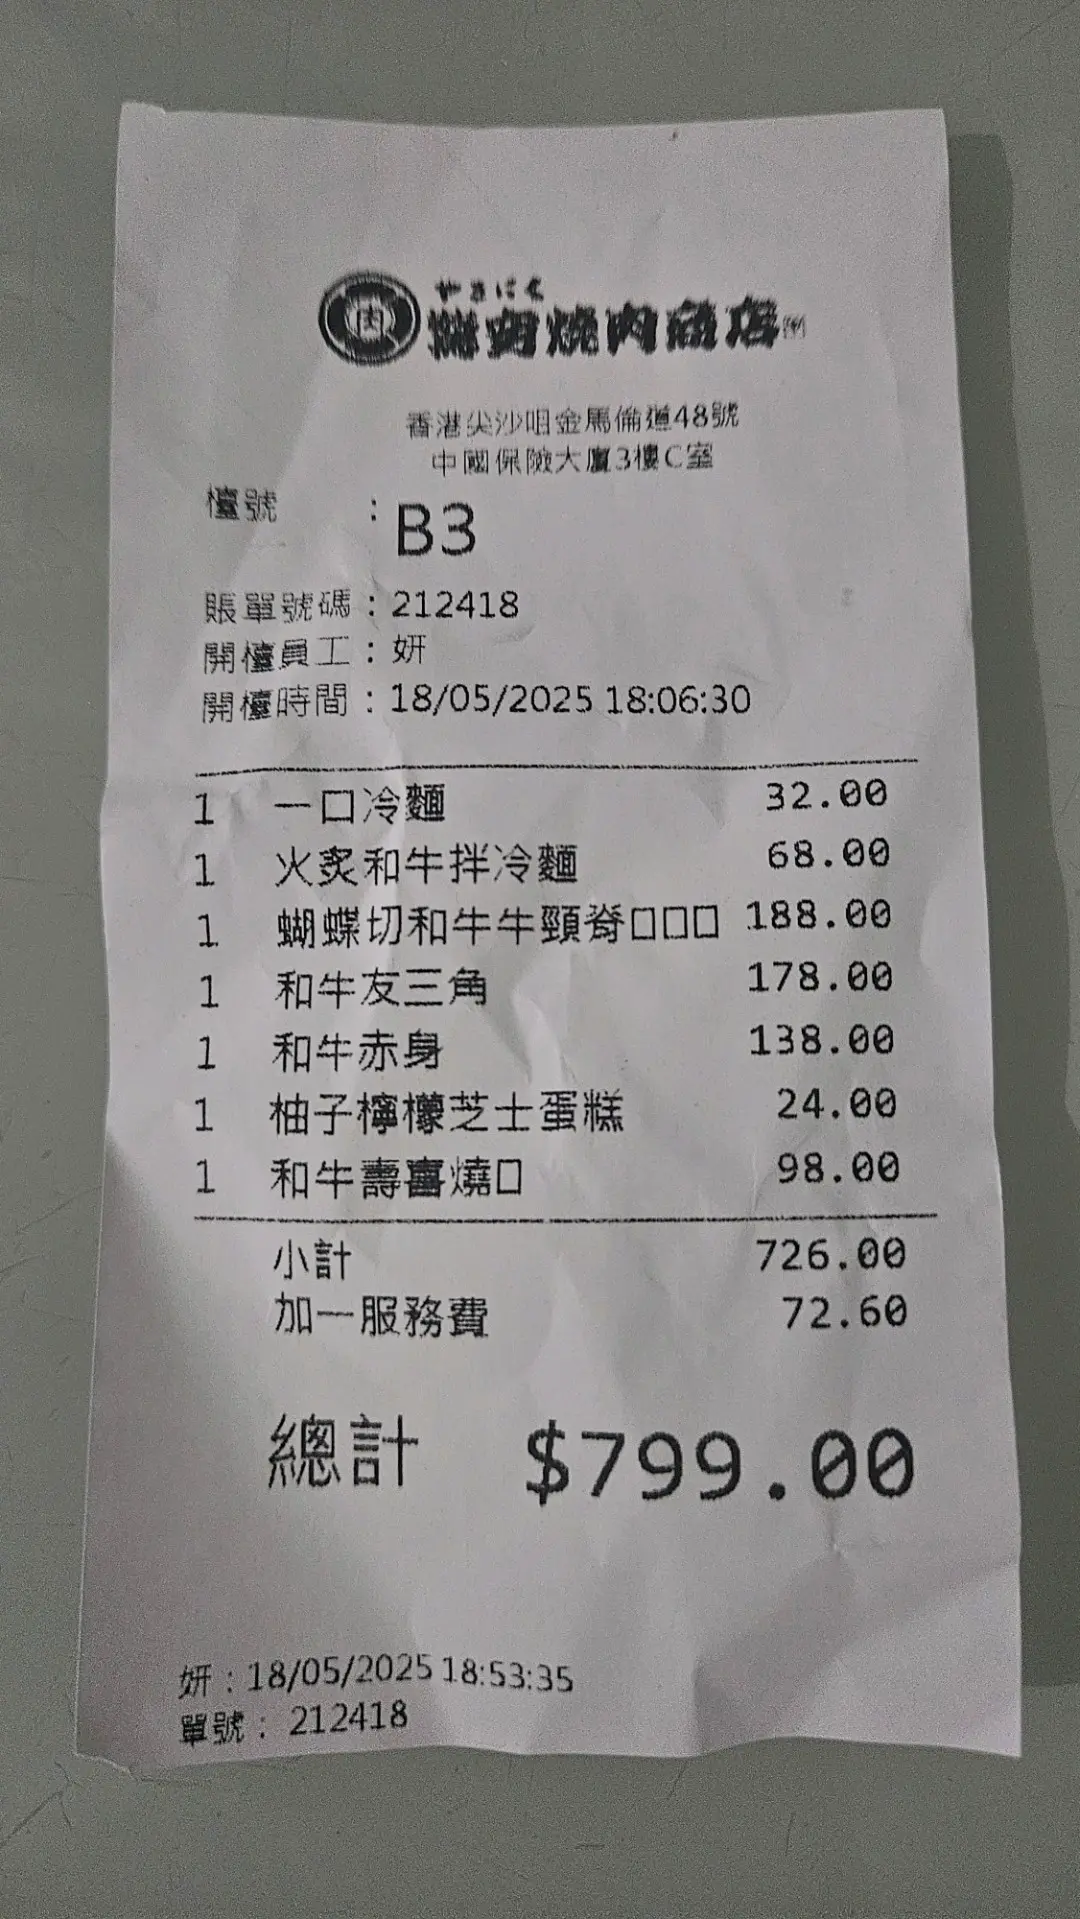 肉
香港尖沙咀金馬倫道48號
中國保險大廈3樓C室
檯號 : B3
賬單號碼 : 212418
開檯員工 : 妍
開檯時間 : 18/05/2025 18:06:30
1 一口冷麵 32.00
1 火炙和牛拌冷麵 68.00
1 蝴蝶切和牛牛頸脊□□□ 188.00
1 和牛友三角 178.00
1 和牛赤身 138.00
1 柚子檸檬芝士蛋糕 24.00
1 和牛壽喜燒□ 98.00
小計 726.00
加一服務費 72.60
總計 $799.00
妍 : 18/05/2025 18:53:35
單號 : 212418